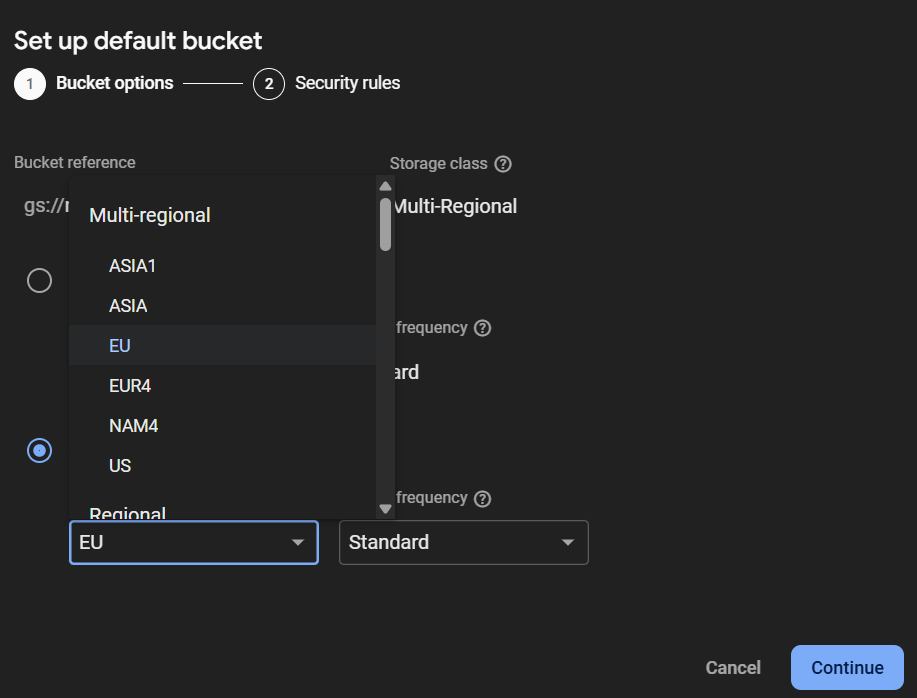 Set up default bucket
1 Bucket options 2 Security rules
Bucket reference
Storage class ?
gs://
Multi-Regional
Multi-regional
ASIA1
ASIA
EU
EUR4
NAM4
US
Regional
frequency ?
ard
frequency ?
EU
Standard
Cancel
Continue